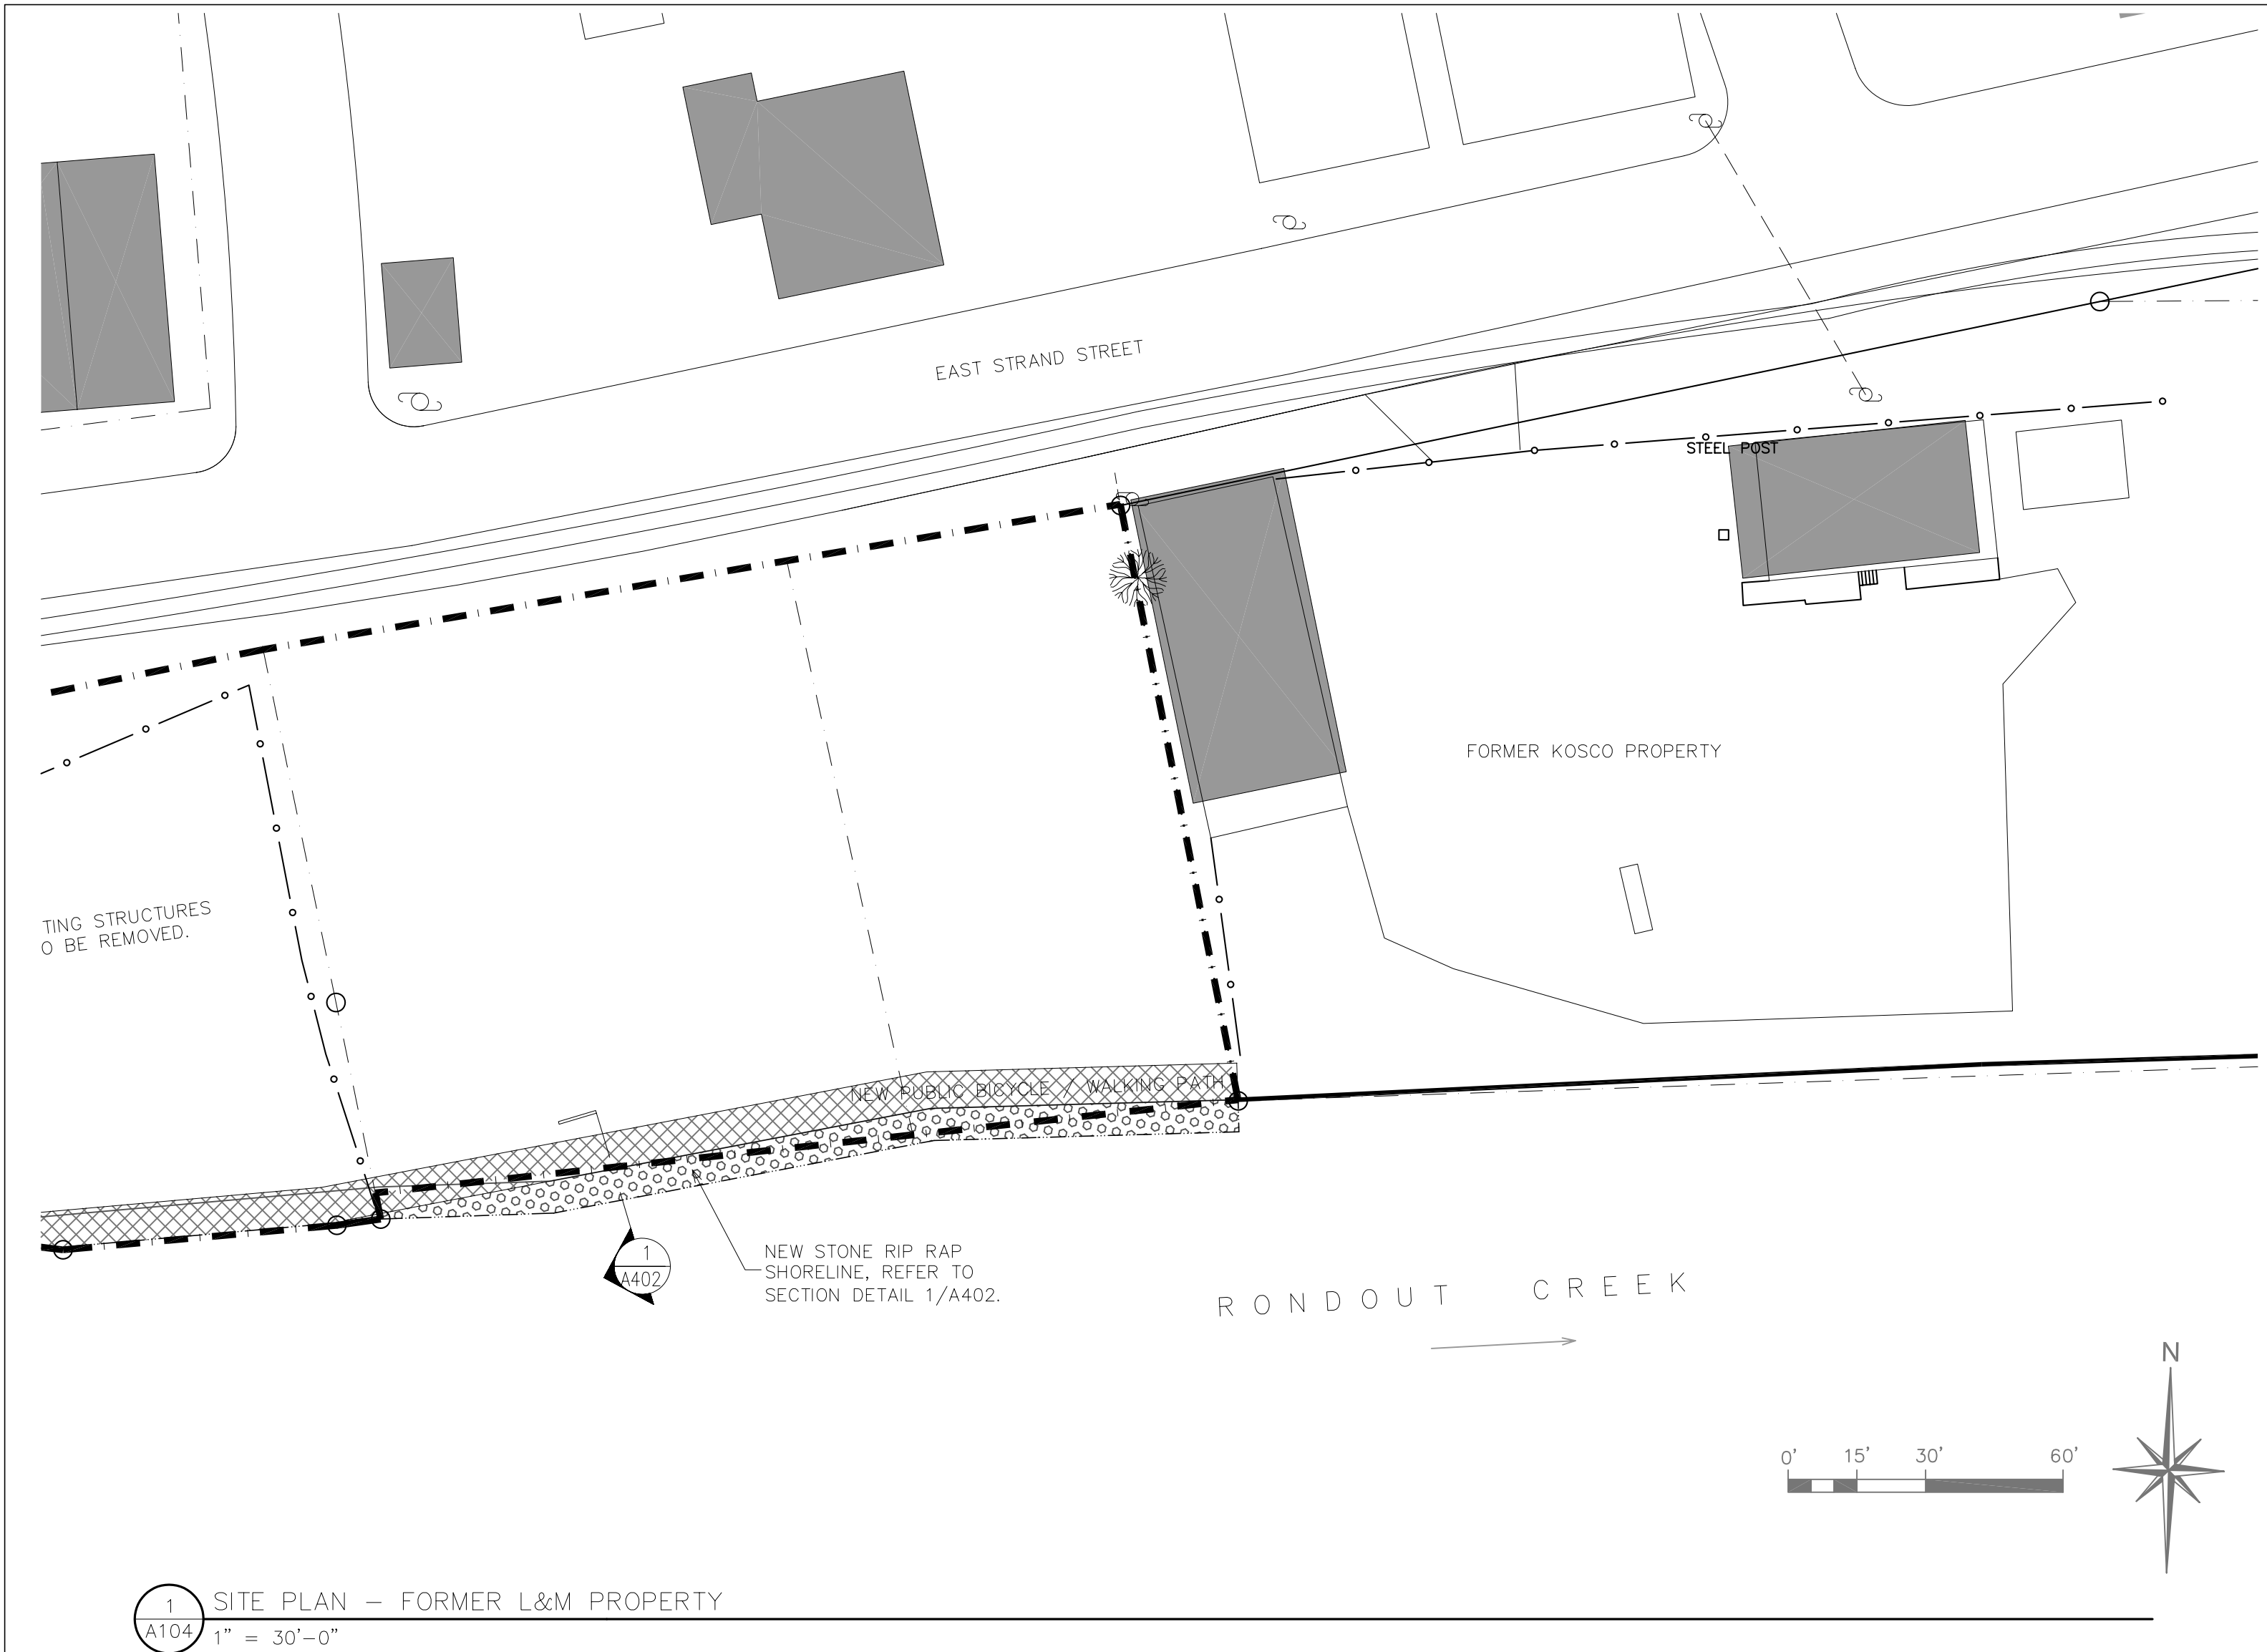 EAST STRAND STREET
STEEL POST
FORMER KOSCO PROPERTY
TING STRUCTURES
O BE REMOVED.
NEW PUBLIC BICYCLE / WALKING PATH
1
A402
NEW STONE RIP RAP
SHORELINE, REFER TO
SECTION DETAIL 1/A402.
RONDOUT CREEK
N
0' 15' 30' 60'
1
A104
SITE PLAN – FORMER L&M PROPERTY
1" = 30'–0"